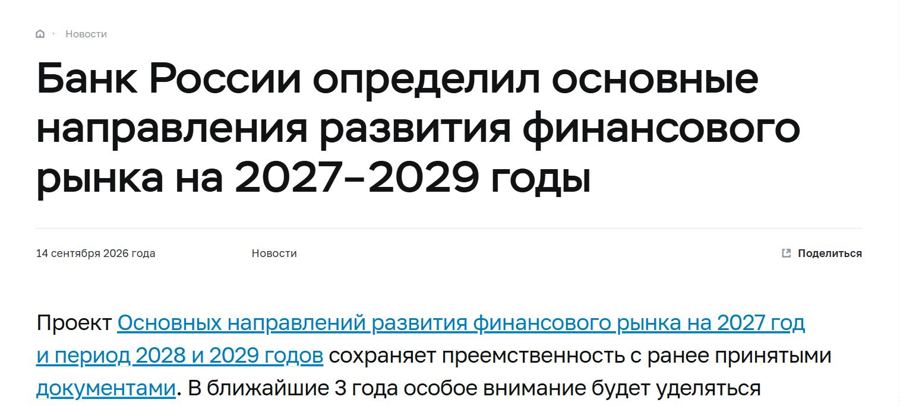 Новости
Банк России определил основные
направления развития финансового
рынка на 2027–2029 годы
14 сентября 2026 года
Новости
Поделиться
Проект Основных направлений развития финансового рынка на 2027 год
и период 2028 и 2029 годов сохраняет преемственность с ранее принятыми
документами. В ближайшие 3 года особое внимание будет уделяться